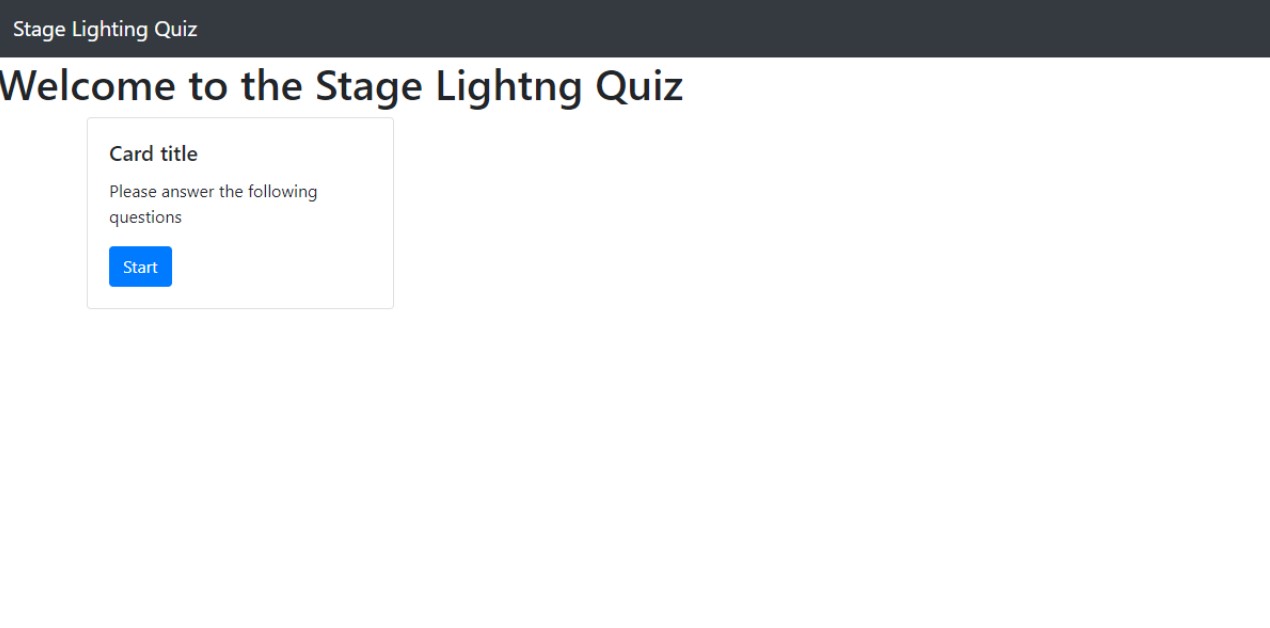 Stage Lighting Quiz
Welcome to the Stage Lightng Quiz
Card title
Please answer the following
questions
Start